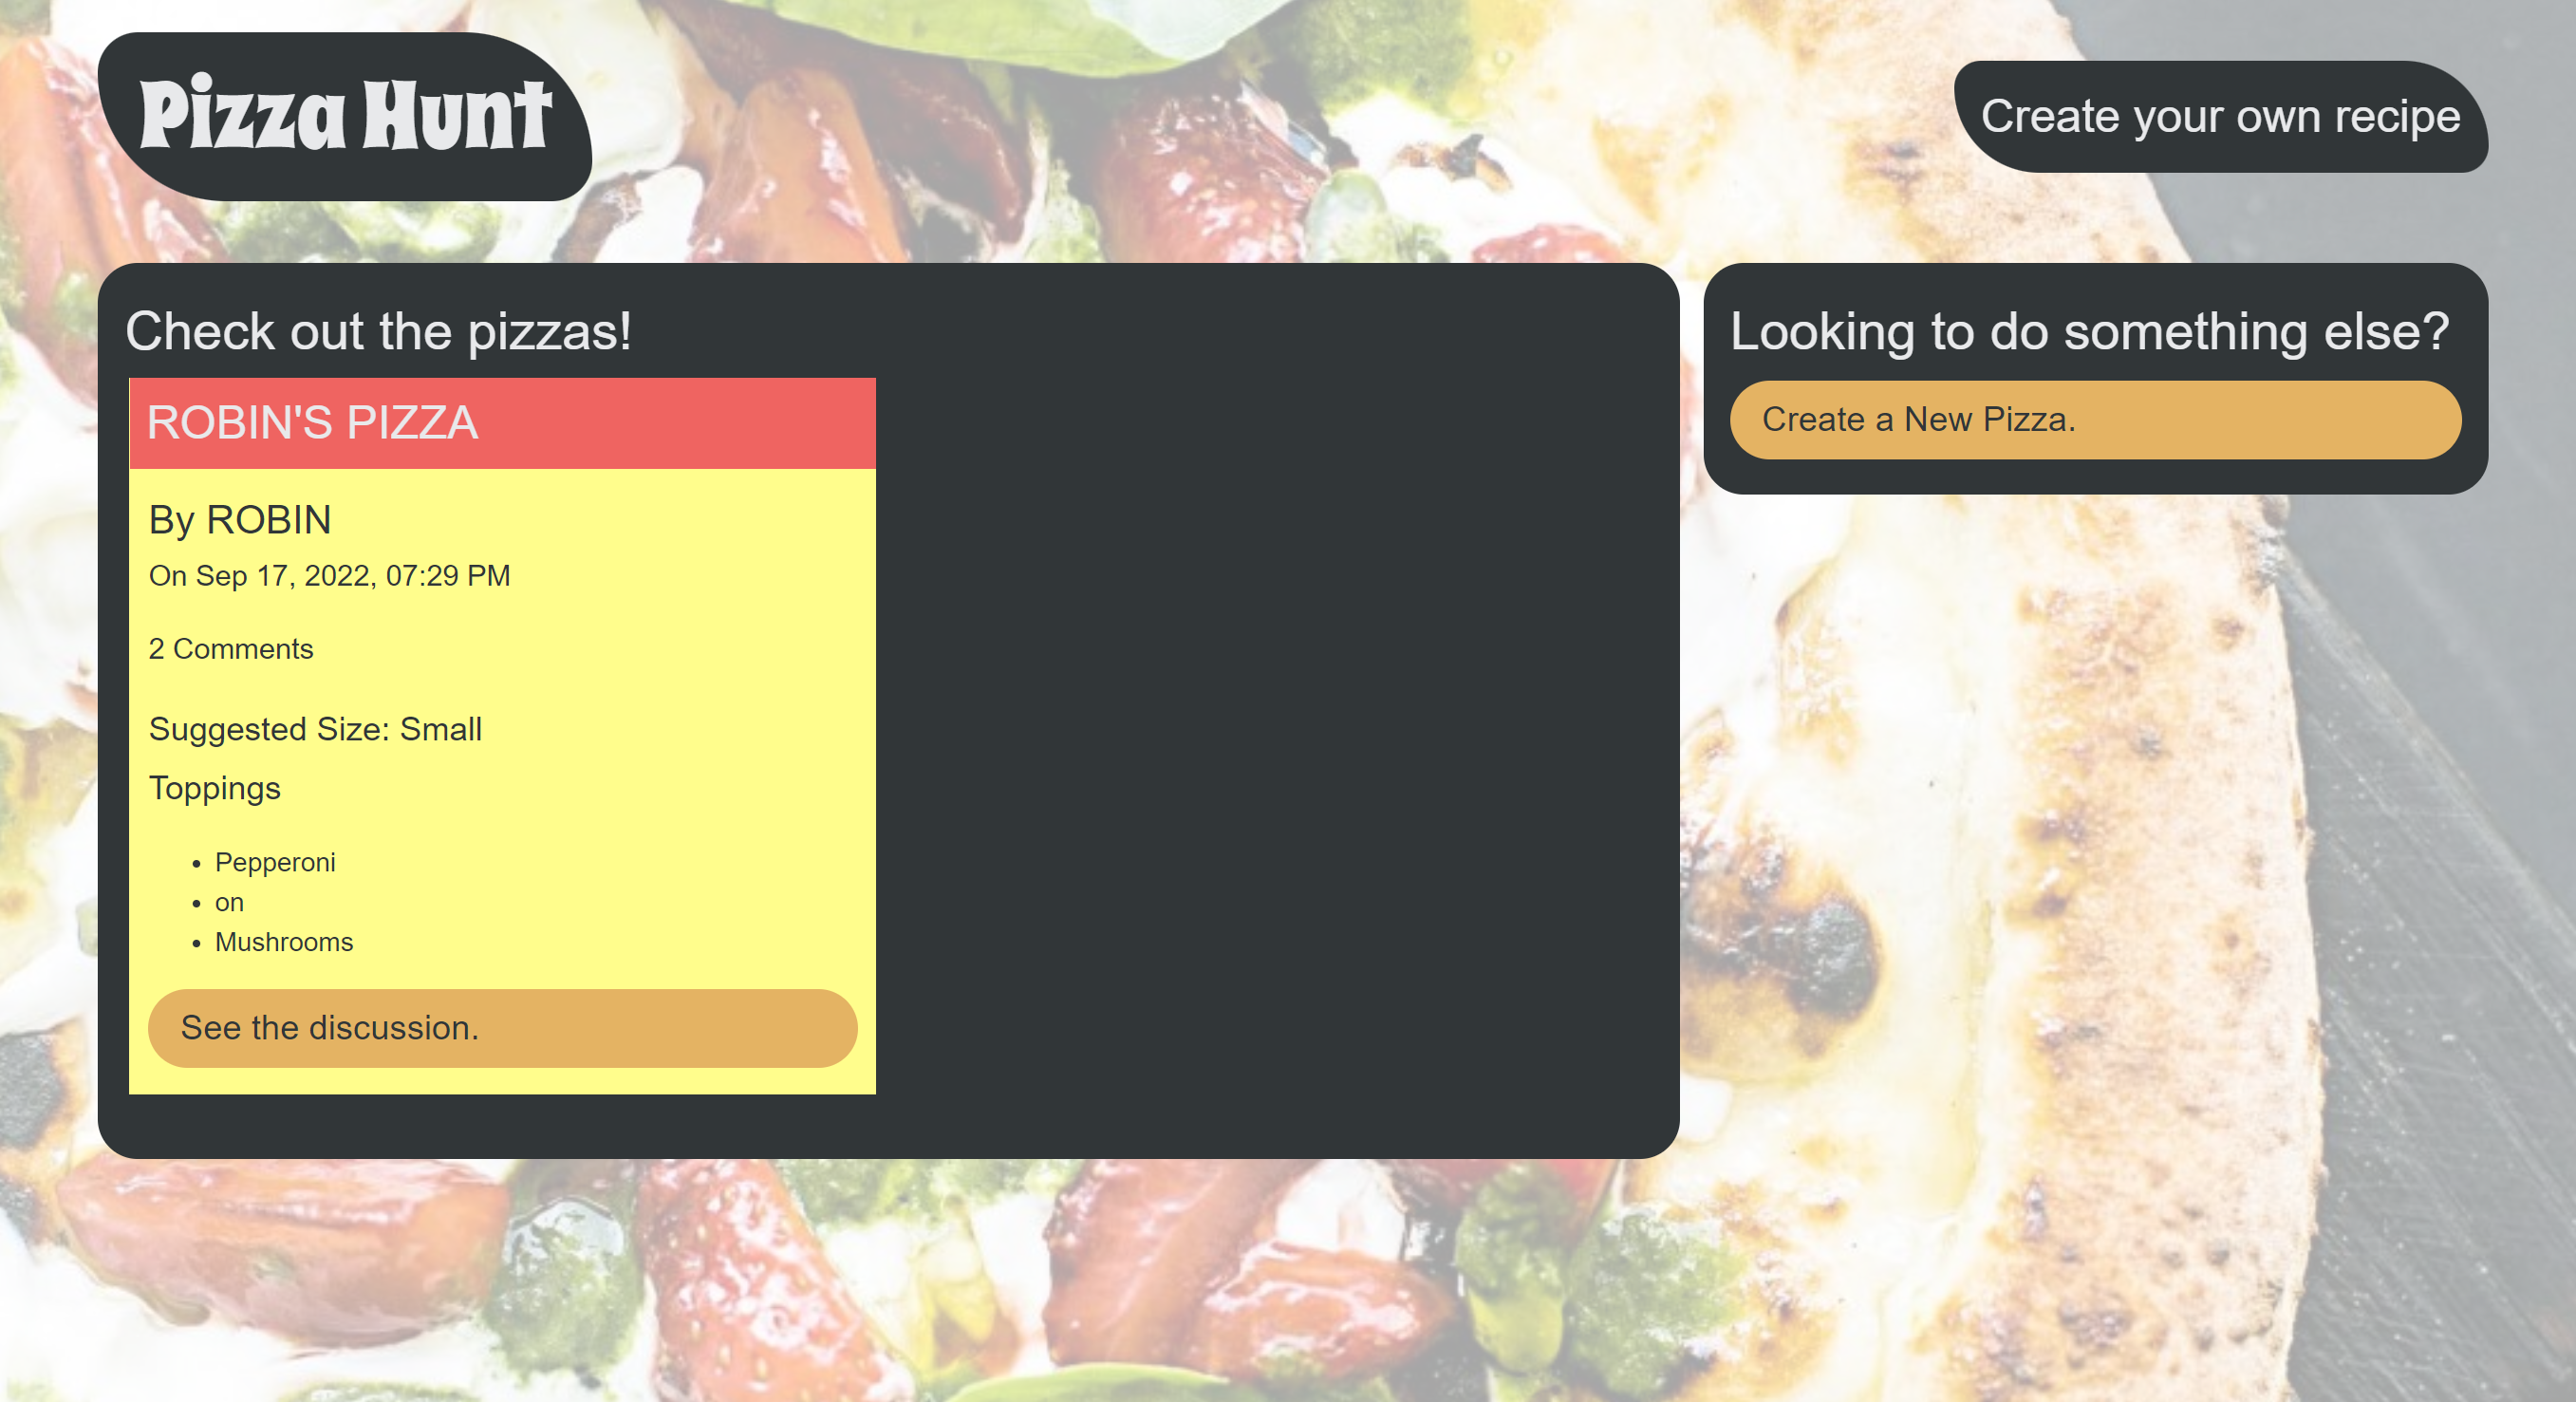 Pizza Hunt
Create your own recipe
Check out the pizzas!
ROBIN'S PIZZA
By ROBIN
On Sep 17, 2022, 07:29 PM
2 Comments
Suggested Size: Small
Toppings
• Pepperoni
• on
• Mushrooms
See the discussion.
Looking to do something else?
Create a New Pizza.